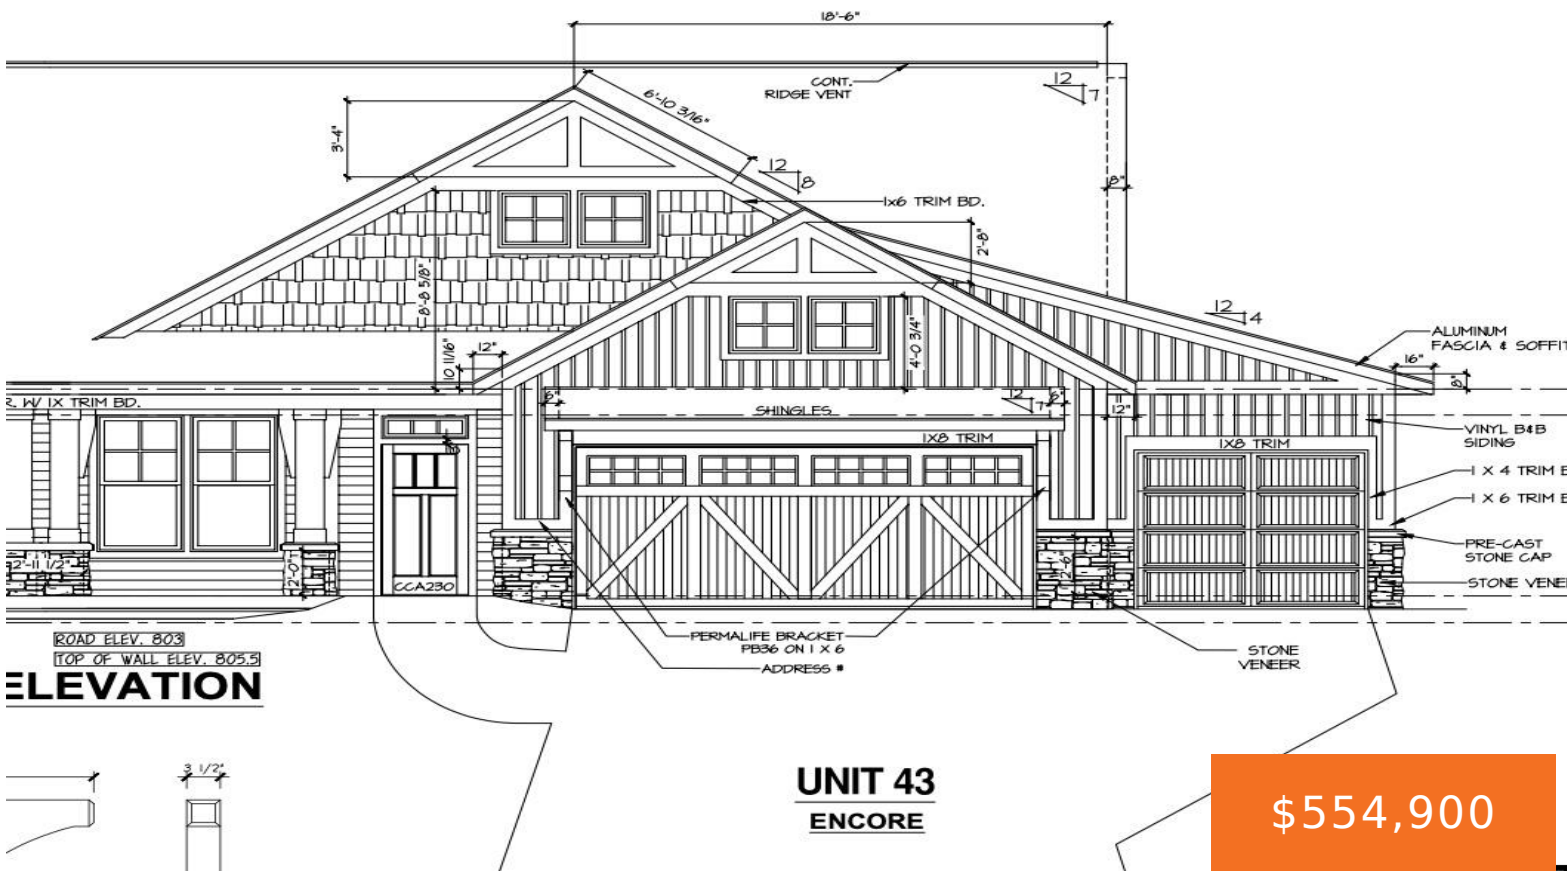 18'-6"
CONT.
RIDGE VENT
12
7
6'-10 3/16"
3'-4"
12
8
8"
1x6 TRIM BD.
2'-8"
8'-8 5/8"
12
4
4'-0 3/4"
ALUMINUM
FASCIA & SOFFIT
10 11/16"
12"
16"
8"
R. W/ 1X TRIM BD.
6"
12
7
6"
SHINGLES
12"
1X8 TRIM
1X8 TRIM
VINYL B&B
SIDING
1 X 4 TRIM B
1 X 6 TRIM B
PRE-CAST
STONE CAP
2'-11 1/2"
2'-0"
CCA230
2'-6"
STONE VENEE
ROAD ELEV. 803
TOP OF WALL ELEV. 805.5
ELEVATION
PERMALIFE BRACKET
PB36 ON 1 X 6
ADDRESS #
STONE
VENEER
3 1/2"
UNIT 43
ENCORE
$554,900